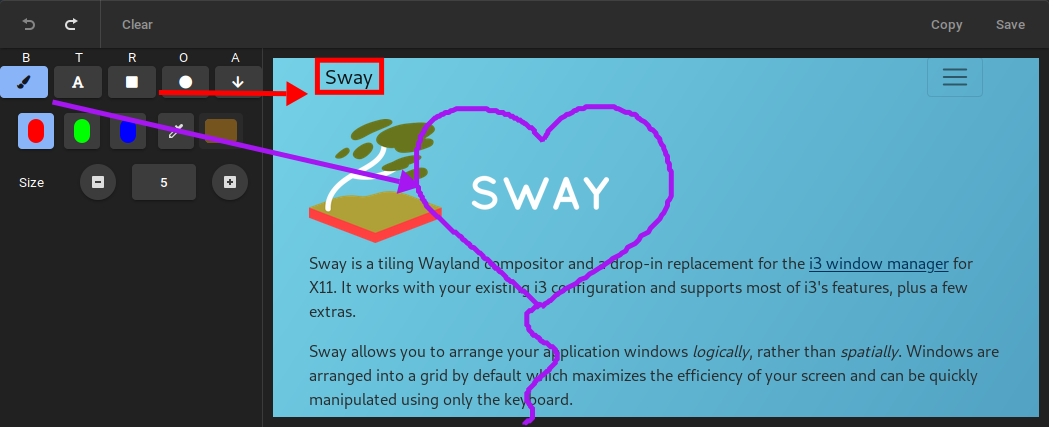 Clear
Copy
Save
B T R O A
A
Size
5
Sway
SWAY
Sway is a tiling Wayland compositor and a drop-in replacement for the i3 window manager for
X11. It works with your existing i3 configuration and supports most of i3's features, plus a few
extras.
Sway allows you to arrange your application windows logically, rather than spatially. Windows are
arranged into a grid by default which maximizes the efficiency of your screen and can be quickly
manipulated using only the keyboard.